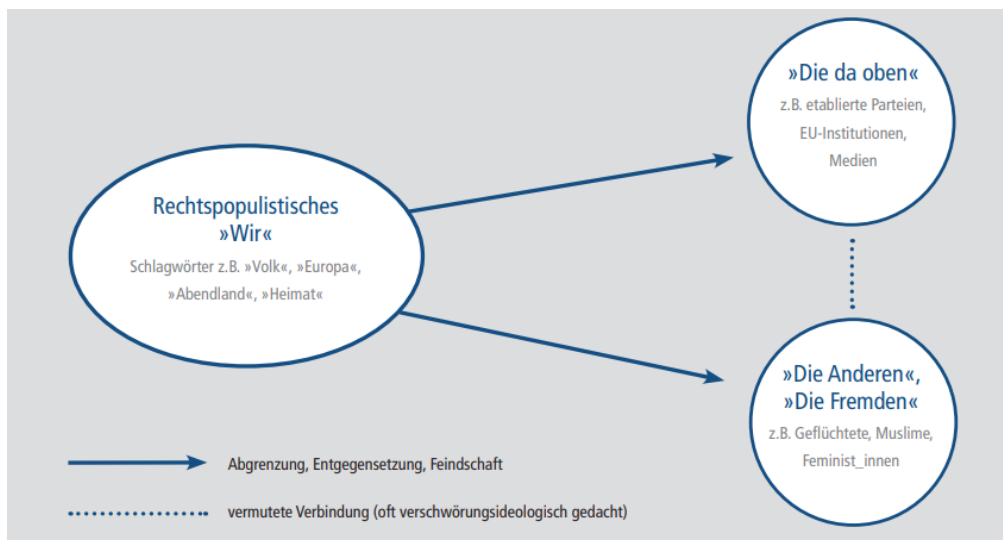 »Die da oben«
z.B. etablierte Parteien,
EU-Institutionen,
Medien
Rechtspopulistisches
»Wir«
Schlagwörter z.B. »Volk«, »Europa«,
»Abendland«, »Heimat«
»Die Anderen«,
»Die Fremden«
z.B. Geflüchtete, Muslime,
Feminist_innen
Abgrenzung, Entgegensetzung, Feindschaft
vermutete Verbindung (oft verschwörungsideologisch gedacht)